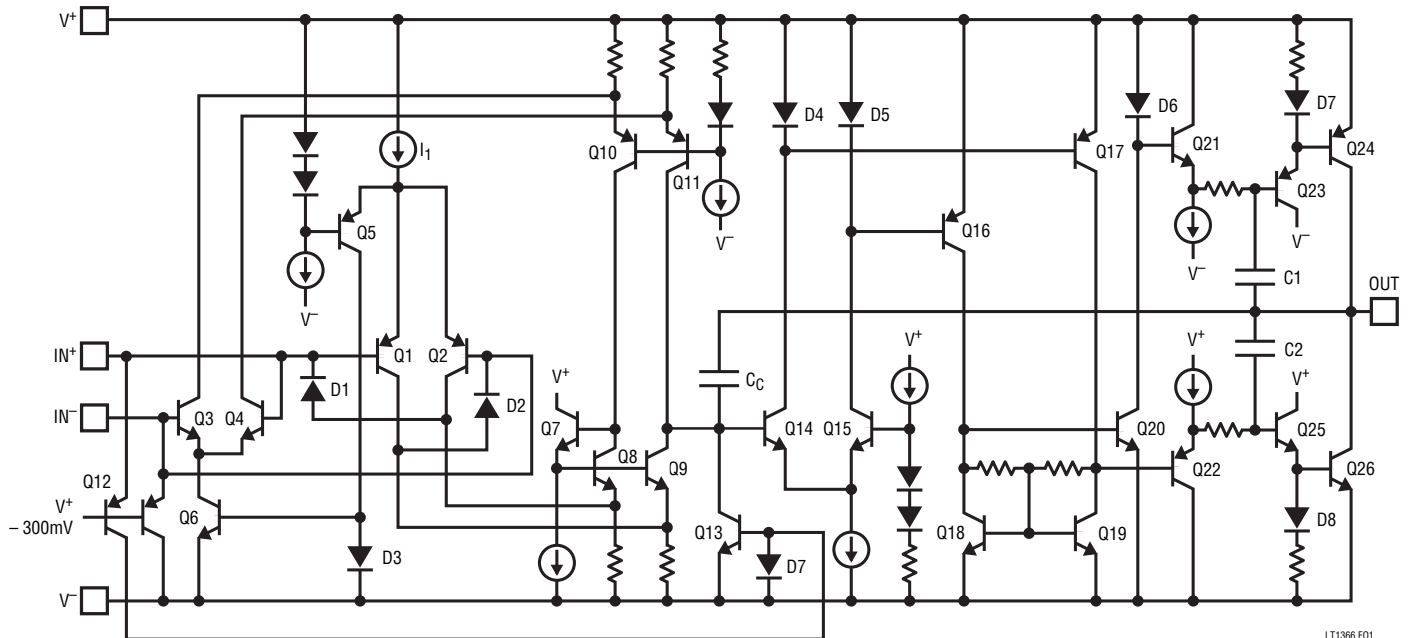 V+
I1
Q10
Q11
V–
D4
D5
Q17
D6
Q21
D7
Q24
Q23
V–
V–
Q5
V–
Q16
C1
OUT
IN+
Q1
Q2
D1
D2
V+
C2
V+
CC
V+
IN–
Q3
Q4
Q7
Q8
Q9
Q14
Q15
Q20
Q22
Q25
Q26
Q12
V+
– 300mV
Q6
D3
Q13
D7
Q18
Q19
D8
V–
LT1366 F01